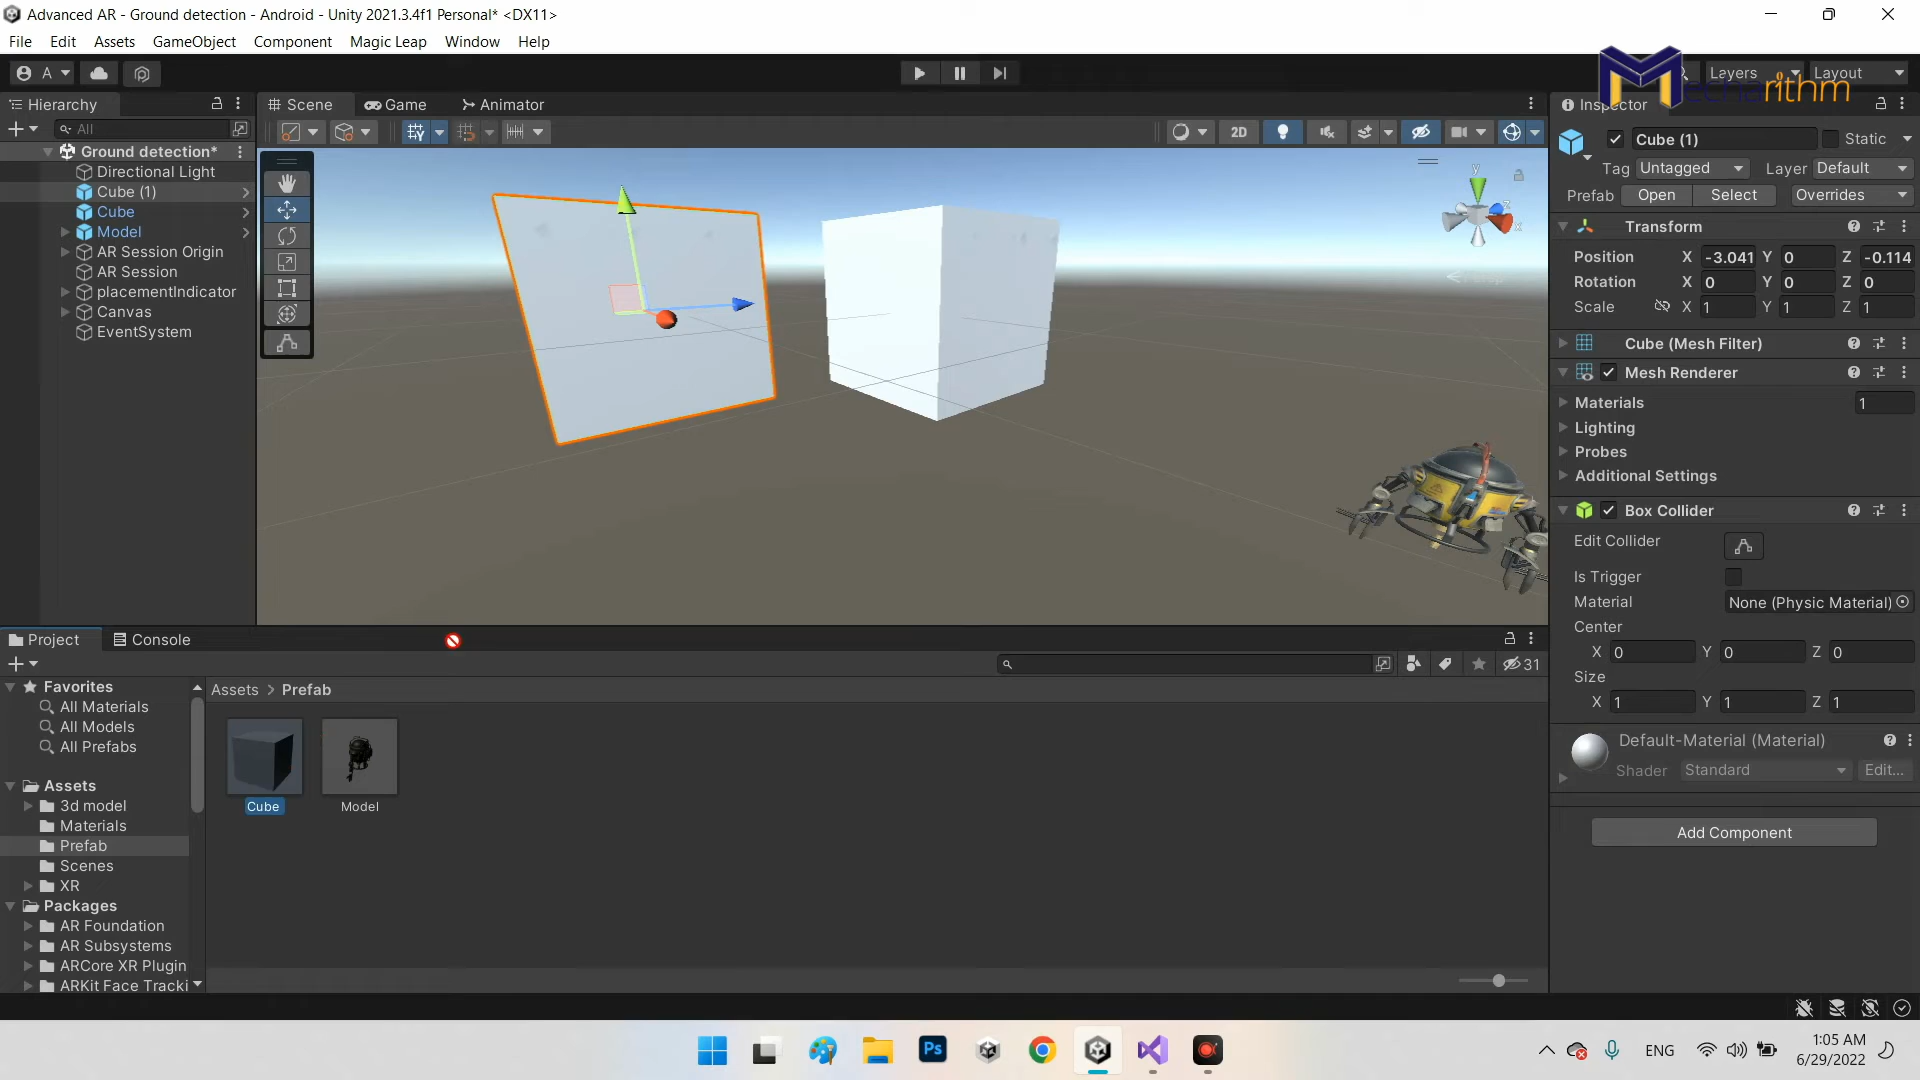 Advanced AR - Ground detection - Android - Unity 2021.3.4f1 Personal* <DX11>
File Edit Assets GameObject Component Magic Leap Window Help
A Layers Layout
Hierarchy Scene Game Animator Inspector
Mecharithm
All 2D Cube (1) Static
Ground detection* Tag Untagged Layer Default
Directional Light
Cube (1) Prefab Open Select Overrides
Cube
Model Transform
AR Session Origin Position X -3.041 Y 0 Z -0.114
AR Session Rotation X 0 Y 0 Z 0
placementIndicator Scale X 1 Y 1 Z 1
Canvas
EventSystem
y
z
x
Persp
Cube (Mesh Filter)
Mesh Renderer
Materials 1
Lighting
Probes
Additional Settings
Box Collider
Edit Collider
Is Trigger
Material None (Physic Material)
Center
X 0 Y 0 Z 0
Size
X 1 Y 1 Z 1
Default-Material (Material)
Shader Standard Edit...
Add Component
Project Console
31
Favorites
All Materials
All Models
All Prefabs
Assets
3d model
Materials
Prefab
Scenes
XR
Packages
AR Foundation
AR Subsystems
ARCore XR Plugin
ARKit Face Tracki
Assets > Prefab
Cube Model
Ps
ENG
1:05 AM
6/29/2022